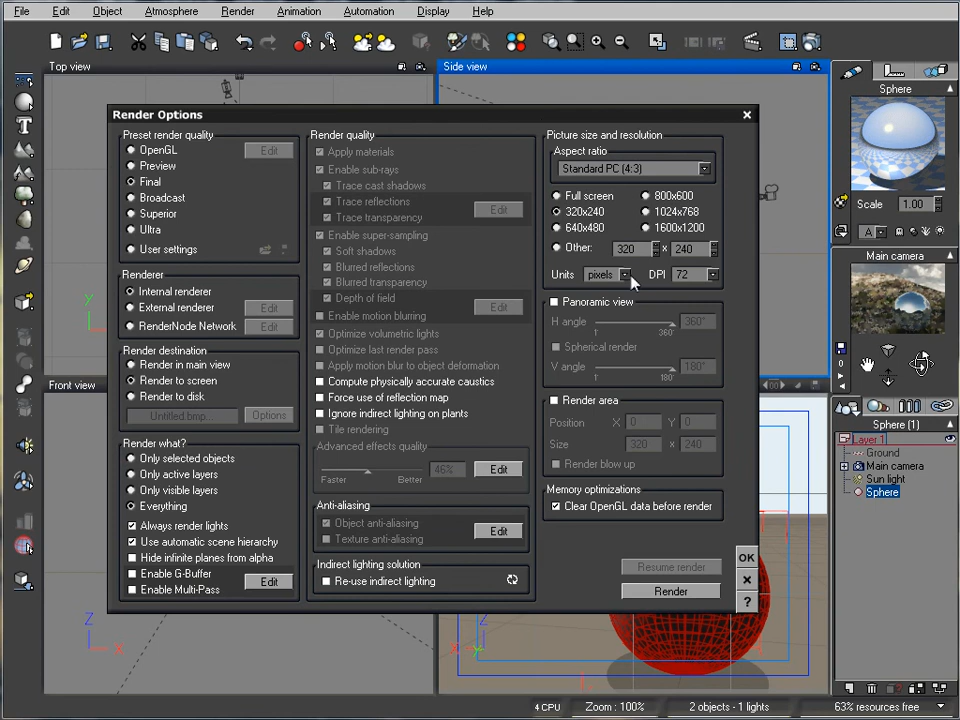 File Edit Object Atmosphere Render Animation Automation Display Help
Top view
Side view
Sphere
Scale 1.00
A
Main camera
Front view
Render Options
Preset render quality
OpenGL Edit
Preview
Final
Broadcast
Superior
Ultra
User settings
Renderer
Internal renderer
External renderer Edit
RenderNode Network Edit
Render destination
Render in main view
Render to screen
Render to disk
Untitled.bmp... Options
Render what?
Only selected objects
Only active layers
Only visible layers
Everything
Always render lights
Use automatic scene hierarchy
Hide infinite planes from alpha
Enable G-Buffer
Enable Multi-Pass
Edit
Render quality
Apply materials
Enable sub-rays
Trace cast shadows
Trace reflections
Trace transparency
Edit
Enable super-sampling
Soft shadows
Blurred reflections
Blurred transparency
Depth of field
Enable motion blurring
Edit
Optimize volumetric lights
Optimize last render pass
Apply motion blur to object deformation
Compute physically accurate caustics
Force use of reflection map
Ignore indirect lighting on plants
Tile rendering
Advanced effects quality
46% Edit
Faster Better
Anti-aliasing
Object anti-aliasing
Texture anti-aliasing
Edit
Indirect lighting solution
Re-use indirect lighting
Picture size and resolution
Aspect ratio
Standard PC (4:3)
Full screen 800x600
320x240 1024x768
640x480 1600x1200
Other: 320 x 240
Units pixels DPI 72
Panoramic view
H angle 360°
360°
Spherical render
V angle 180°
180°
Render area
Position X 0 Y 0
Size 320 x 240
Render blow up
Memory optimizations
Clear OpenGL data before render
Resume render
Render
OK
?
Sphere (1)
Layer 1
Ground
Main camera
Sun light
Sphere
y
Z
X
Z
X
Y
4 CPU Zoom : 100% 2 objects - 1 lights 63% resources free